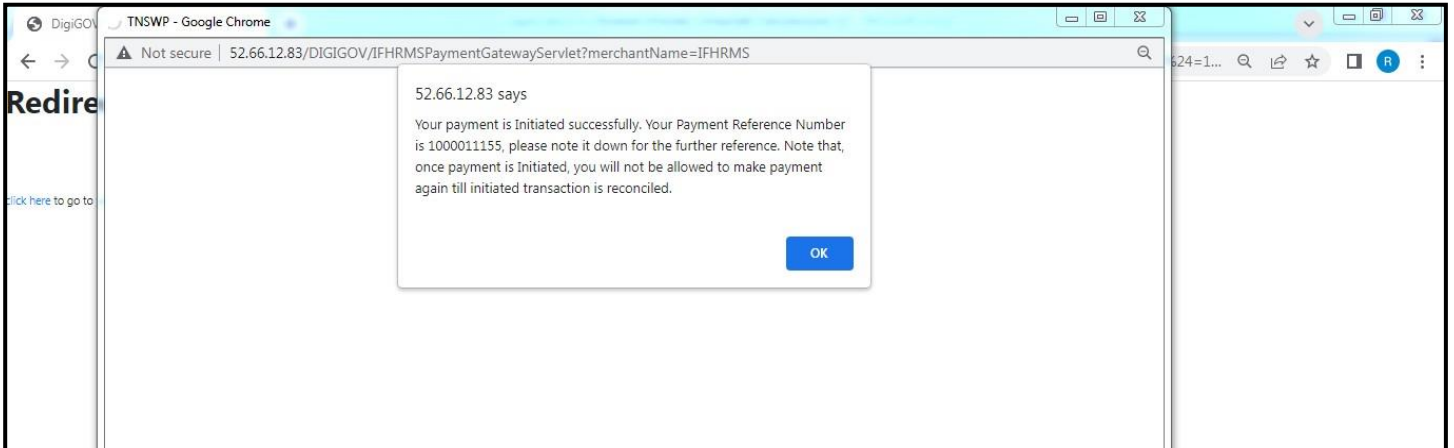 DigiGOV
TNSWP - Google Chrome
Not secure | 52.66.12.83/DIGIGOV/IFHRMSPaymentGatewayServlet?merchantName=IFHRMS
%24=1...
R
Redire
52.66.12.83 says
Your payment is Initiated successfully. Your Payment Reference Number
is 1000011155, please note it down for the further reference. Note that,
once payment is Initiated, you will not be allowed to make payment
again till initiated transaction is reconciled.
click here to go to
OK